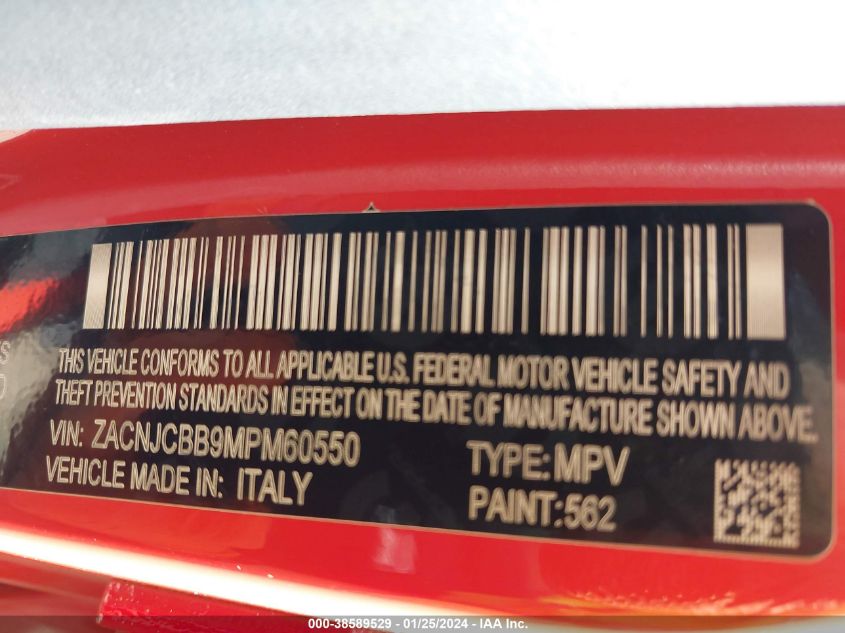 THIS VEHICLE CONFORMS TO ALL APPLICABLE U.S. FEDERAL MOTOR VEHICLE SAFETY AND
THEFT PREVENTION STANDARDS IN EFFECT ON THE DATE OF MANUFACTURE SHOWN ABOVE.
VIN: ZACNJCBB9MPM60550
VEHICLE MADE IN: ITALY
TYPE: MPV
PAINT: 562
000-38589529 - 01/25/2024 - IAA Inc.